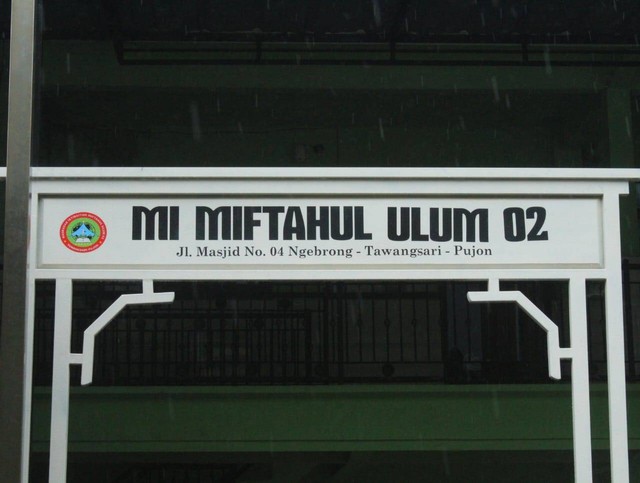 MI MIFTAHUL ULUM 02
Jl. Masjid No. 04 Ngebrong - Tawangsari - Pujon